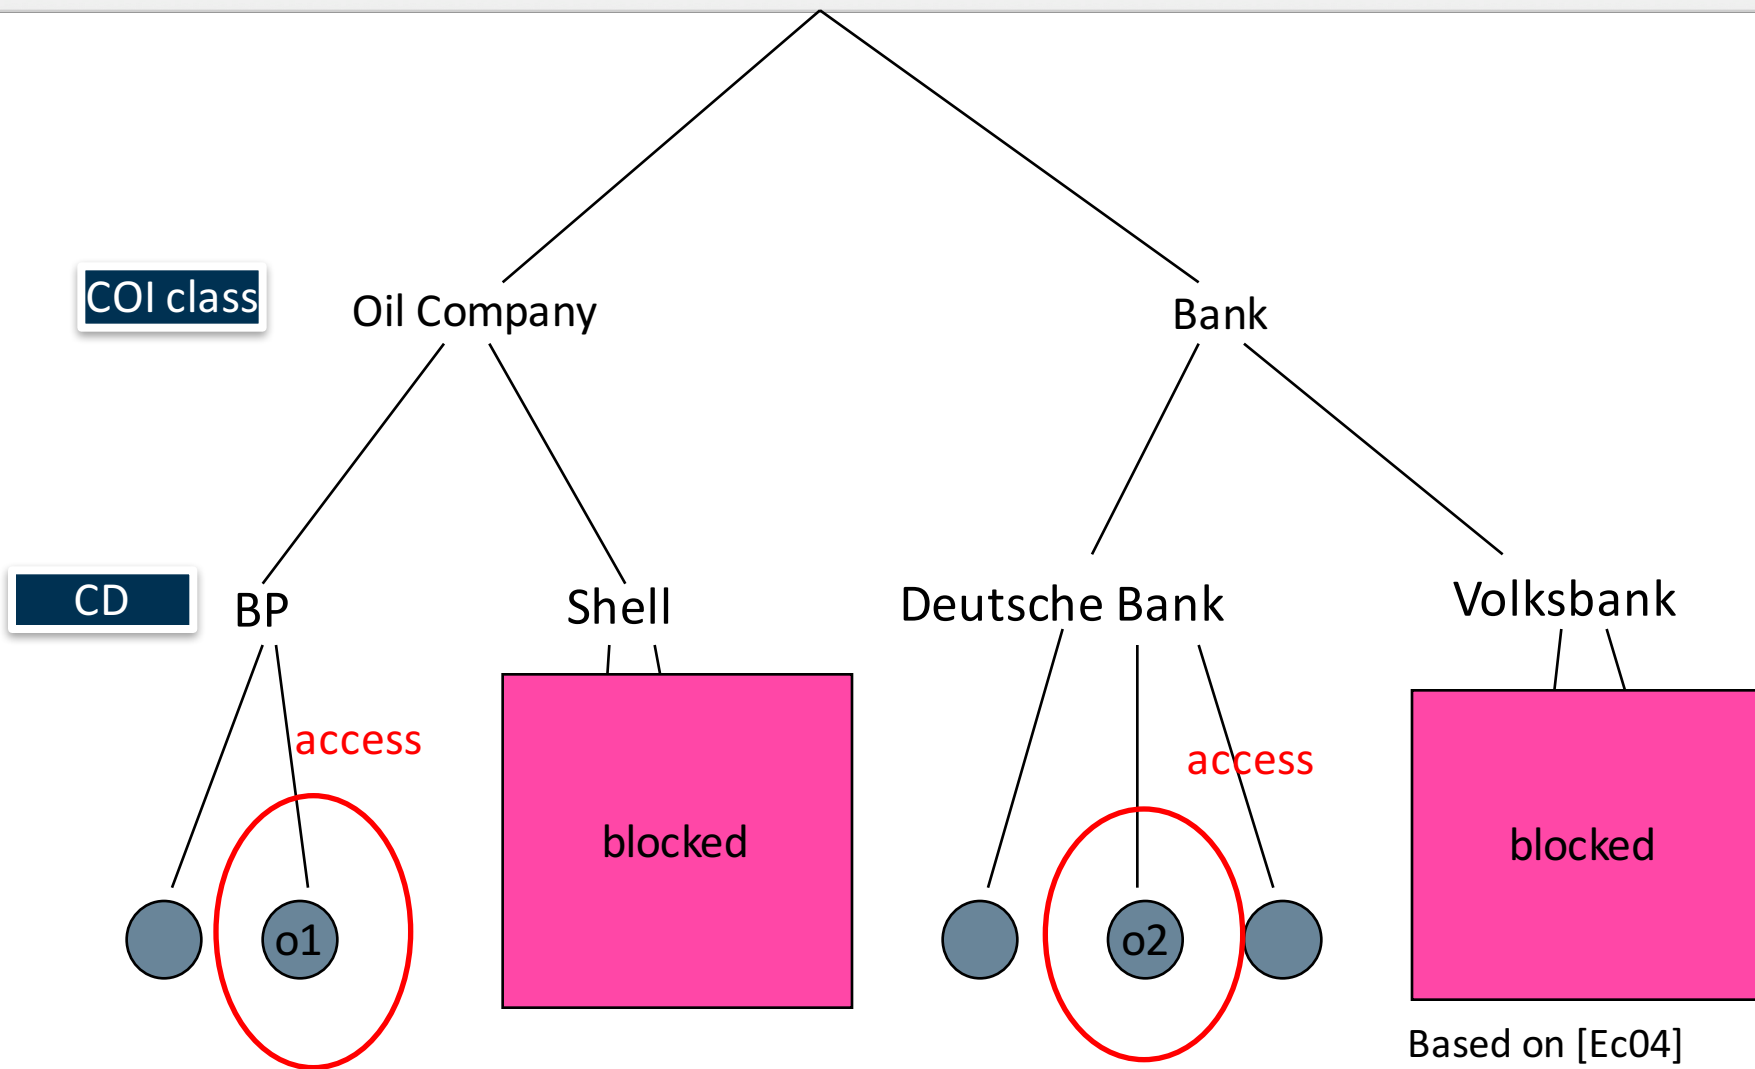 COI class
Oil Company
Bank
CD
BP
Shell
Deutsche Bank
Volksbank
access
access
blocked
blocked
o1
o2
Based on [Ec04]